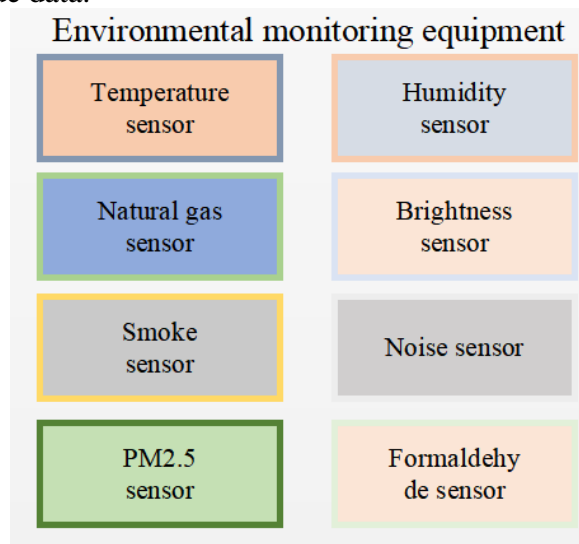 Environmental monitoring equipment
Temperature
sensor
Humidity
sensor
Natural gas
sensor
Brightness
sensor
Smoke
sensor
Noise sensor
PM2.5
sensor
Formaldehy
de sensor